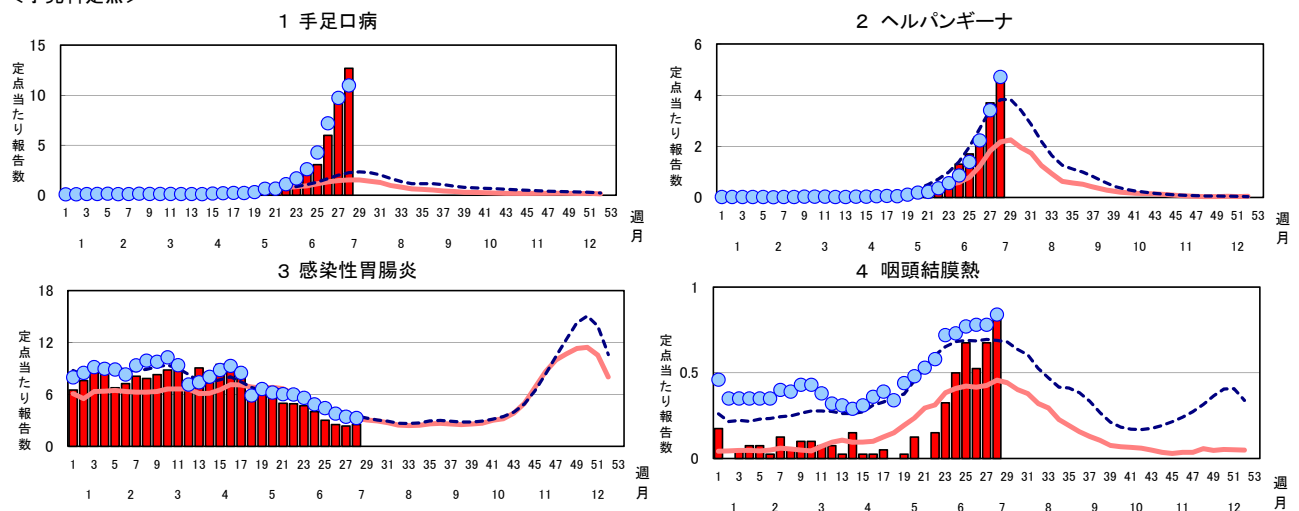 1 手足口病
15
10
5
0
定点当たり報告数
1 3 5 7 9 11 13 15 17 19 21 23 25 27 29 31 33 35 37 39 41 43 45 47 49 51 53 週
1 2 3 4 5 6 7 8 9 10 11 12 月
2 ヘルパンギーナ
6
4
2
0
定点当たり報告数
1 3 5 7 9 11 13 15 17 19 21 23 25 27 29 31 33 35 37 39 41 43 45 47 49 51 53 週
1 2 3 4 5 6 7 8 9 10 11 12 月
3 感染性胃腸炎
18
12
6
0
定点当たり報告数
1 3 5 7 9 11 13 15 17 19 21 23 25 27 29 31 33 35 37 39 41 43 45 47 49 51 53
1 2 3 4 5 6 7 8 9 10 11 12 週月
4 咽頭結膜熱
1
0.5
0
定点当たり報告数
1 3 5 7 9 11 13 15 17 19 21 23 25 27 29 31 33 35 37 39 41 43 45 47 49 51 53 週
1 2 3 4 5 6 7 8 9 10 11 12 月